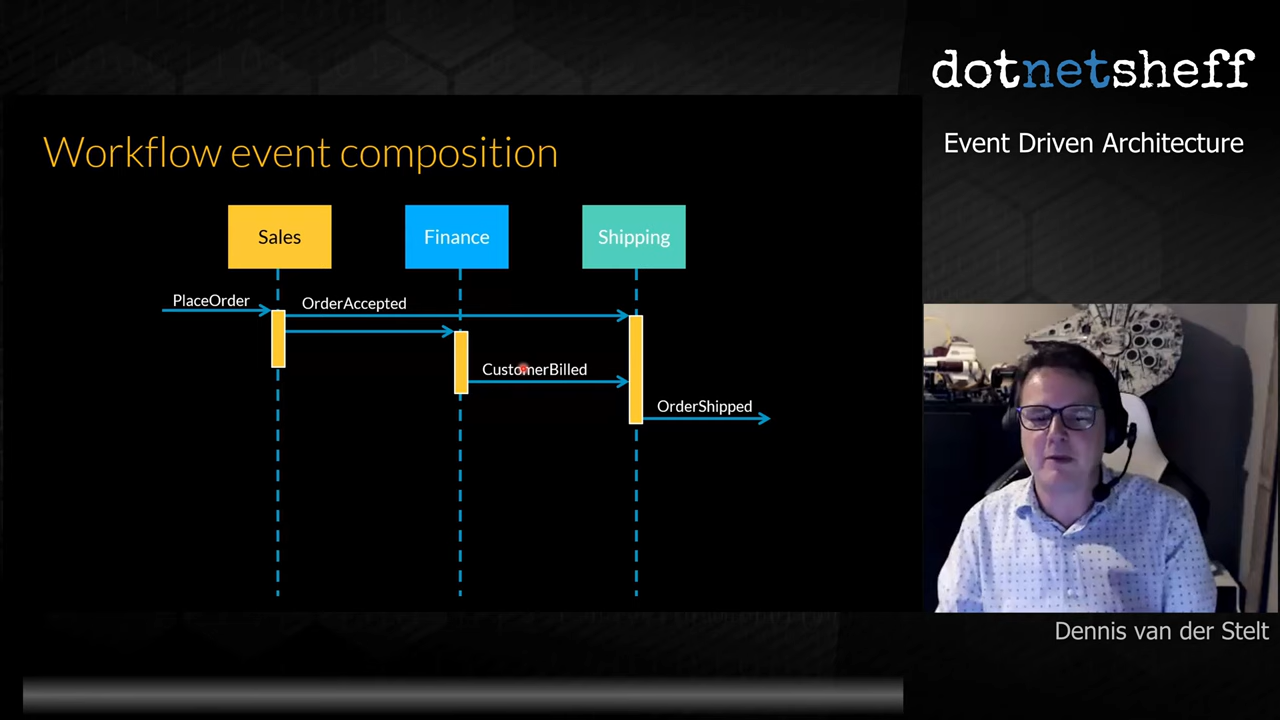 dotnetsheff
Event Driven Architecture
Workflow event composition
Sales
Finance
Shipping
PlaceOrder
OrderAccepted
CustomerBilled
OrderShipped
Dennis van der Stelt